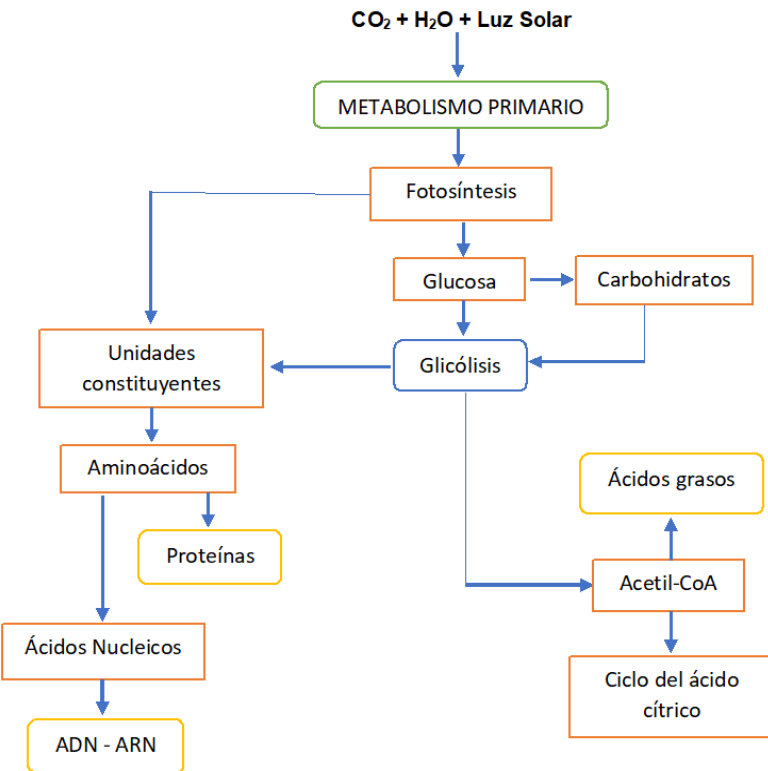 CO₂ + H₂O + Luz Solar
METABOLISMO PRIMARIO
Fotosíntesis
Glucosa
Carbohidratos
Unidades
constituyentes
Glicólisis
Aminoácidos
Ácidos grasos
Proteínas
Acetil-CoA
Ácidos Nucleicos
Ciclo del ácido
cítrico
ADN - ARN